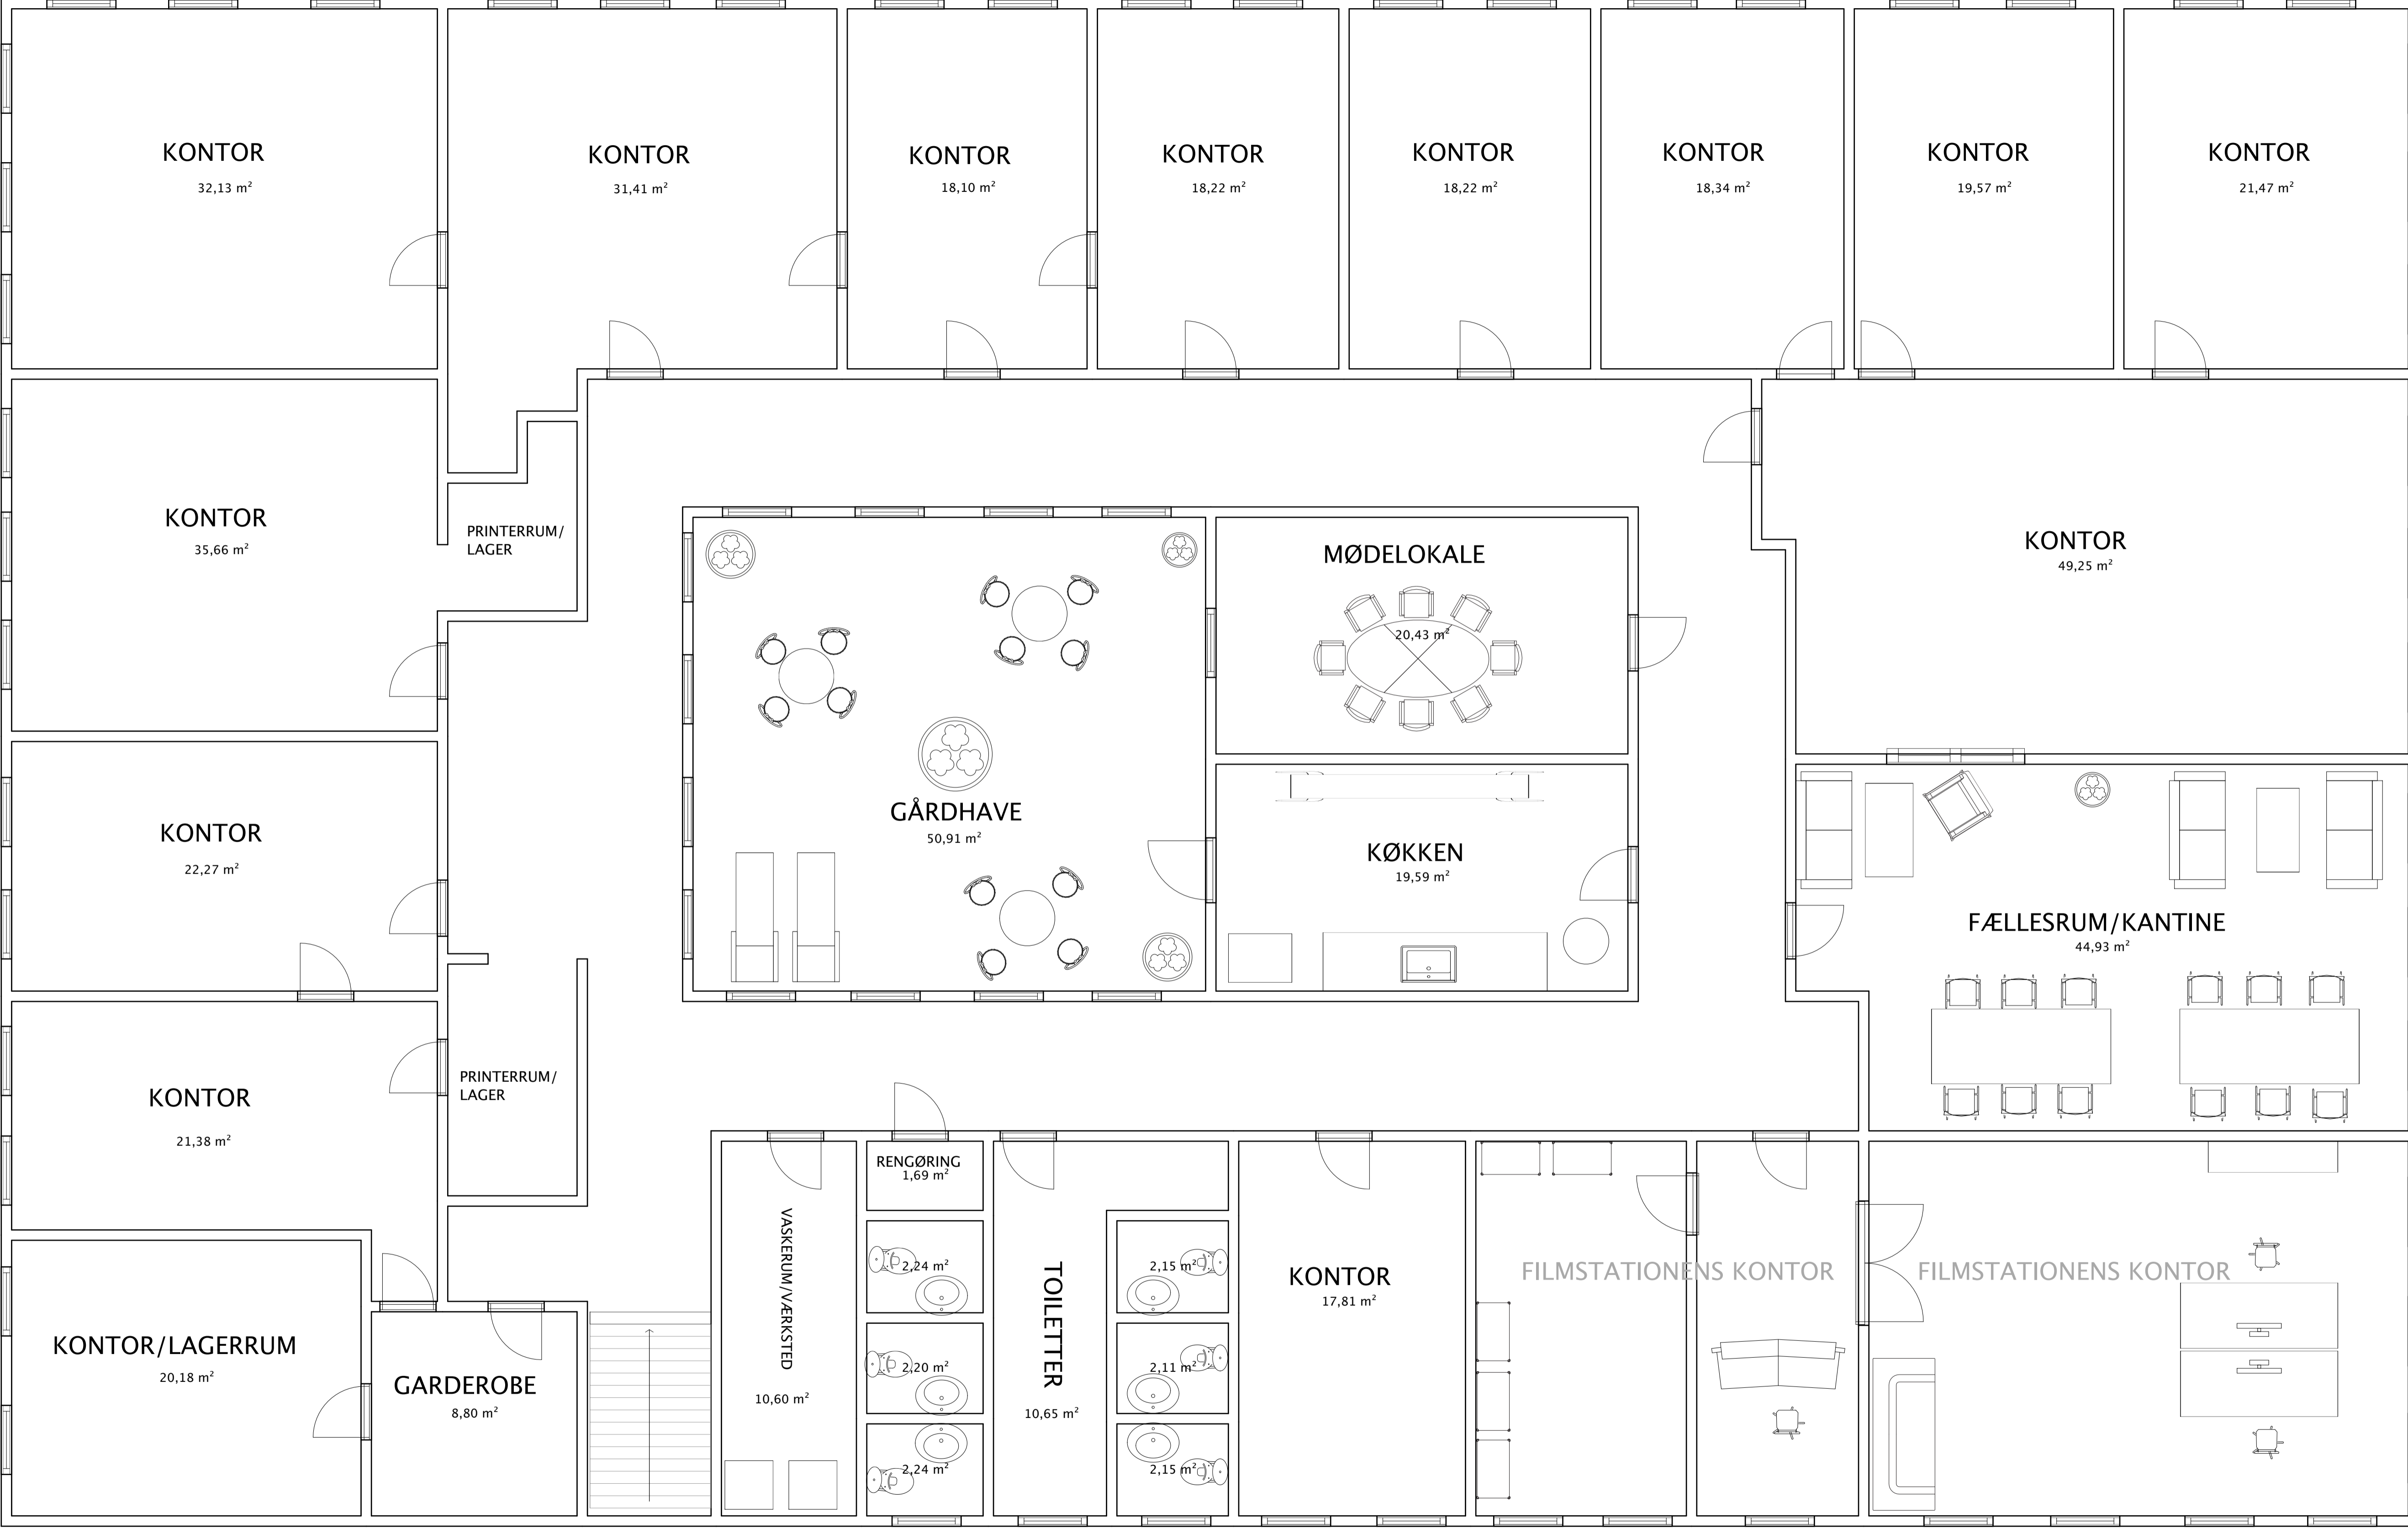 KONTOR
32,13 m²
KONTOR
31,41 m²
KONTOR
18,10 m²
KONTOR
18,22 m²
KONTOR
18,22 m²
KONTOR
18,34 m²
KONTOR
19,57 m²
KONTOR
21,47 m²
KONTOR
35,66 m²
PRINTERRUM/
LAGER
MØDELOKALE
20,43 m²
KONTOR
49,25 m²
KONTOR
22,27 m²
GÅRDHAVE
50,91 m²
KØKKEN
19,59 m²
FÆLLESRUM/KANTINE
44,93 m²
KONTOR
21,38 m²
PRINTERRUM/
LAGER
KONTOR/LAGERRUM
20,18 m²
GARDEROBE
8,80 m²
VASKERUM/VÆRKSTED
10,60 m²
RENGØRING
1,69 m²
2,24 m²
2,20 m²
2,24 m²
TOILETTER
10,65 m²
2,15 m²
2,11 m²
2,15 m²
KONTOR
17,81 m²
FILMSTATIONENS KONTOR
FILMSTATIONENS KONTOR